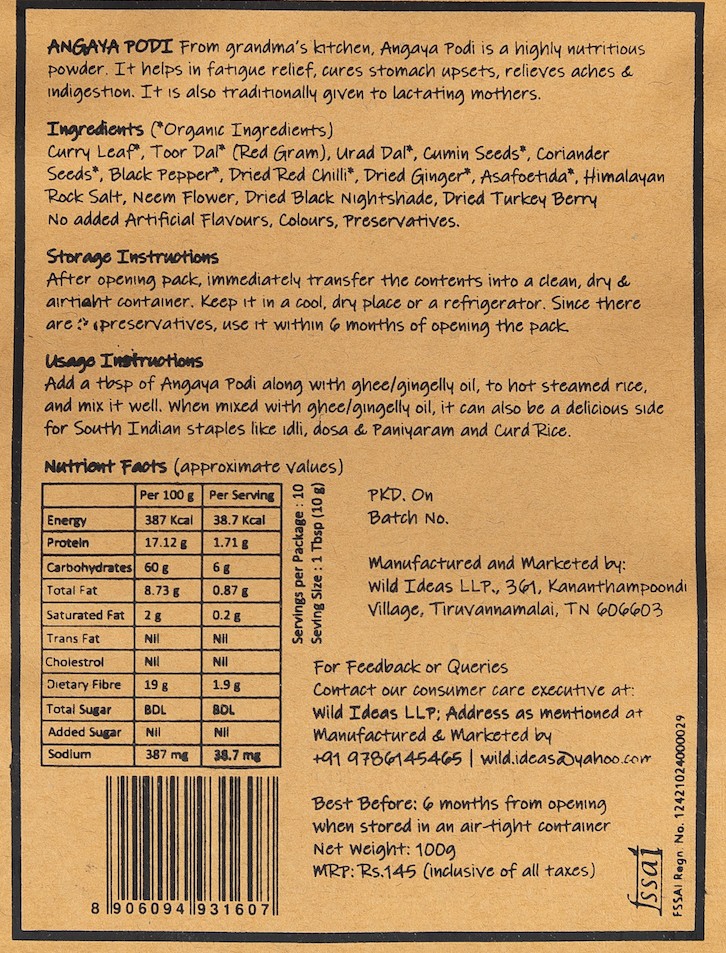 ANGAYA PODI From grandma's kitchen, Angaya Podi is a highly nutritious
powder. It helps in fatigue relief, cures stomach upsets, relieves aches &
indigestion. It is also traditionally given to lactating mothers.
Ingredients (*Organic Ingredients)
Curry Leaf*, Toor Dal* (Red Gram), Urad Dal*, Cumin Seeds*, Coriander
Seeds*, Black Pepper*, Dried Red Chilli*, Dried Ginger*, Asafoetida*, Himalayan
Rock Salt, Neem Flower, Dried Black Nightshade, Dried Turkey Berry
No added Artificial Flavours, Colours, Preservatives.
Storage Instructions
After opening pack, immediately transfer the contents into a clean, dry &
airtight container. Keep it in a cool, dry place or a refrigerator. Since there
are preservatives, use it within 6 months of opening the pack.
Usage Instructions
Add a tbsp of Angaya Podi along with ghee/gingelly oil, to hot steamed rice,
and mix it well. When mixed with ghee/gingelly oil, it can also be a delicious side
for South Indian staples like idli, dosa & Paniyaram and Curd Rice.
Nutrient Facts (approximate values)
Per 100 g Per Serving
Energy 387 Kcal 38.7 Kcal
Protein 17.12 g 1.71 g
Carbohydrates 60 g 6 g
Total Fat 8.73 g 0.87 g
Saturated Fat 2 g 0.2 g
Trans Fat Nil Nil
Cholestrol Nil Nil
Dietary Fibre 19 g 1.9 g
Total Sugar BDL BDL
Added Sugar Nil Nil
Sodium 387 mg 38.7 mg
Servings per Package : 10
Seving Size : 1 Tbsp (10 g)
PKD. On
Batch No.
Manufactured and Marketed by:
Wild Ideas LLP., 361, Kananthampoondi
Village, Tiruvannamalai, TN 606603
For Feedback or Queries
Contact our consumer care executive at:
Wild Ideas LLP; Address as mentioned at
Manufactured & Marketed by
+91 9786145465 | wild.ideas@yahoo.com
Best Before: 6 months from opening
when stored in an air-tight container
Net Weight: 100g
MRP: Rs.145 (inclusive of all taxes)
8 906094 931607
fssai
FSSAI Regn. No. 12421024000029